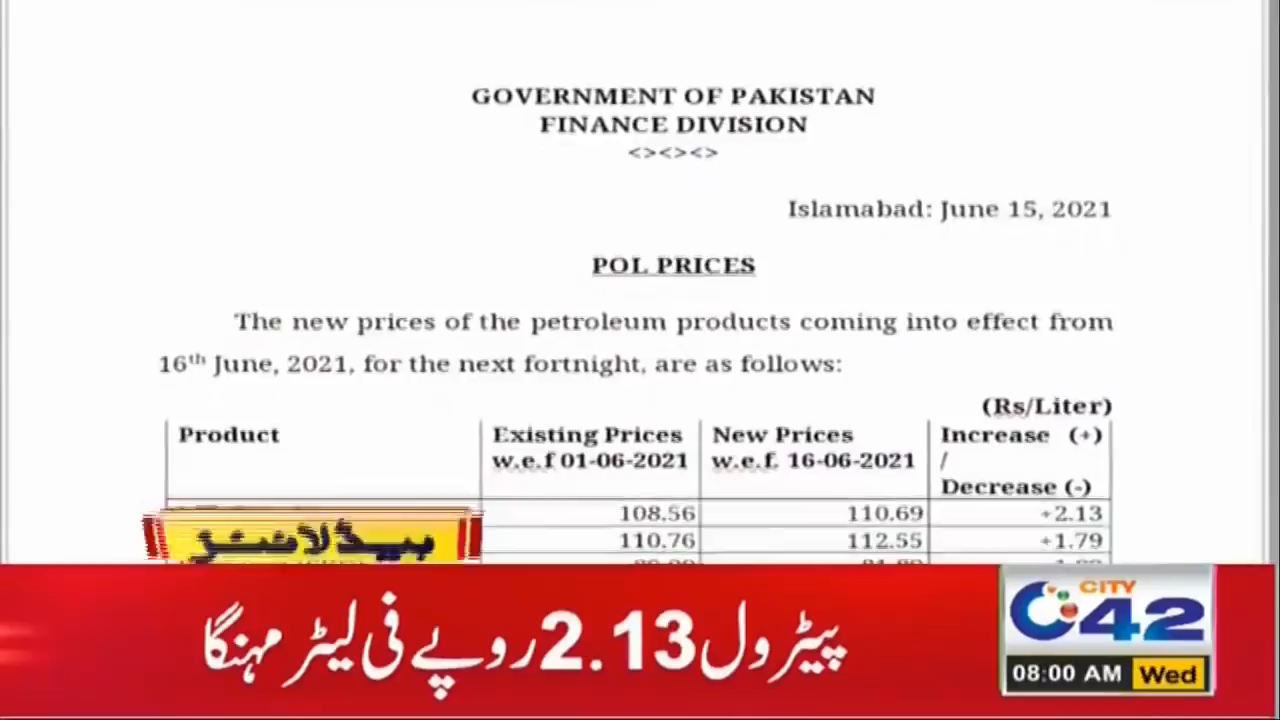 GOVERNMENT OF PAKISTAN
FINANCE DIVISION
<><><>
Islamabad: June 15, 2021
POL PRICES
The new prices of the petroleum products coming into effect from
16th June, 2021, for the next fortnight, are as follows:
(Rs/Liter)
Product Existing Prices w.e.f 01-06-2021 New Prices w.e.f. 16-06-2021 Increase (+) / Decrease (-)
108.56 110.69 +2.13
110.76 112.55 +1.79
ہیڈلائنز
پیٹرول 2.13 روپے فی لیٹر مہنگا
CITY
42
08:00 AM Wed